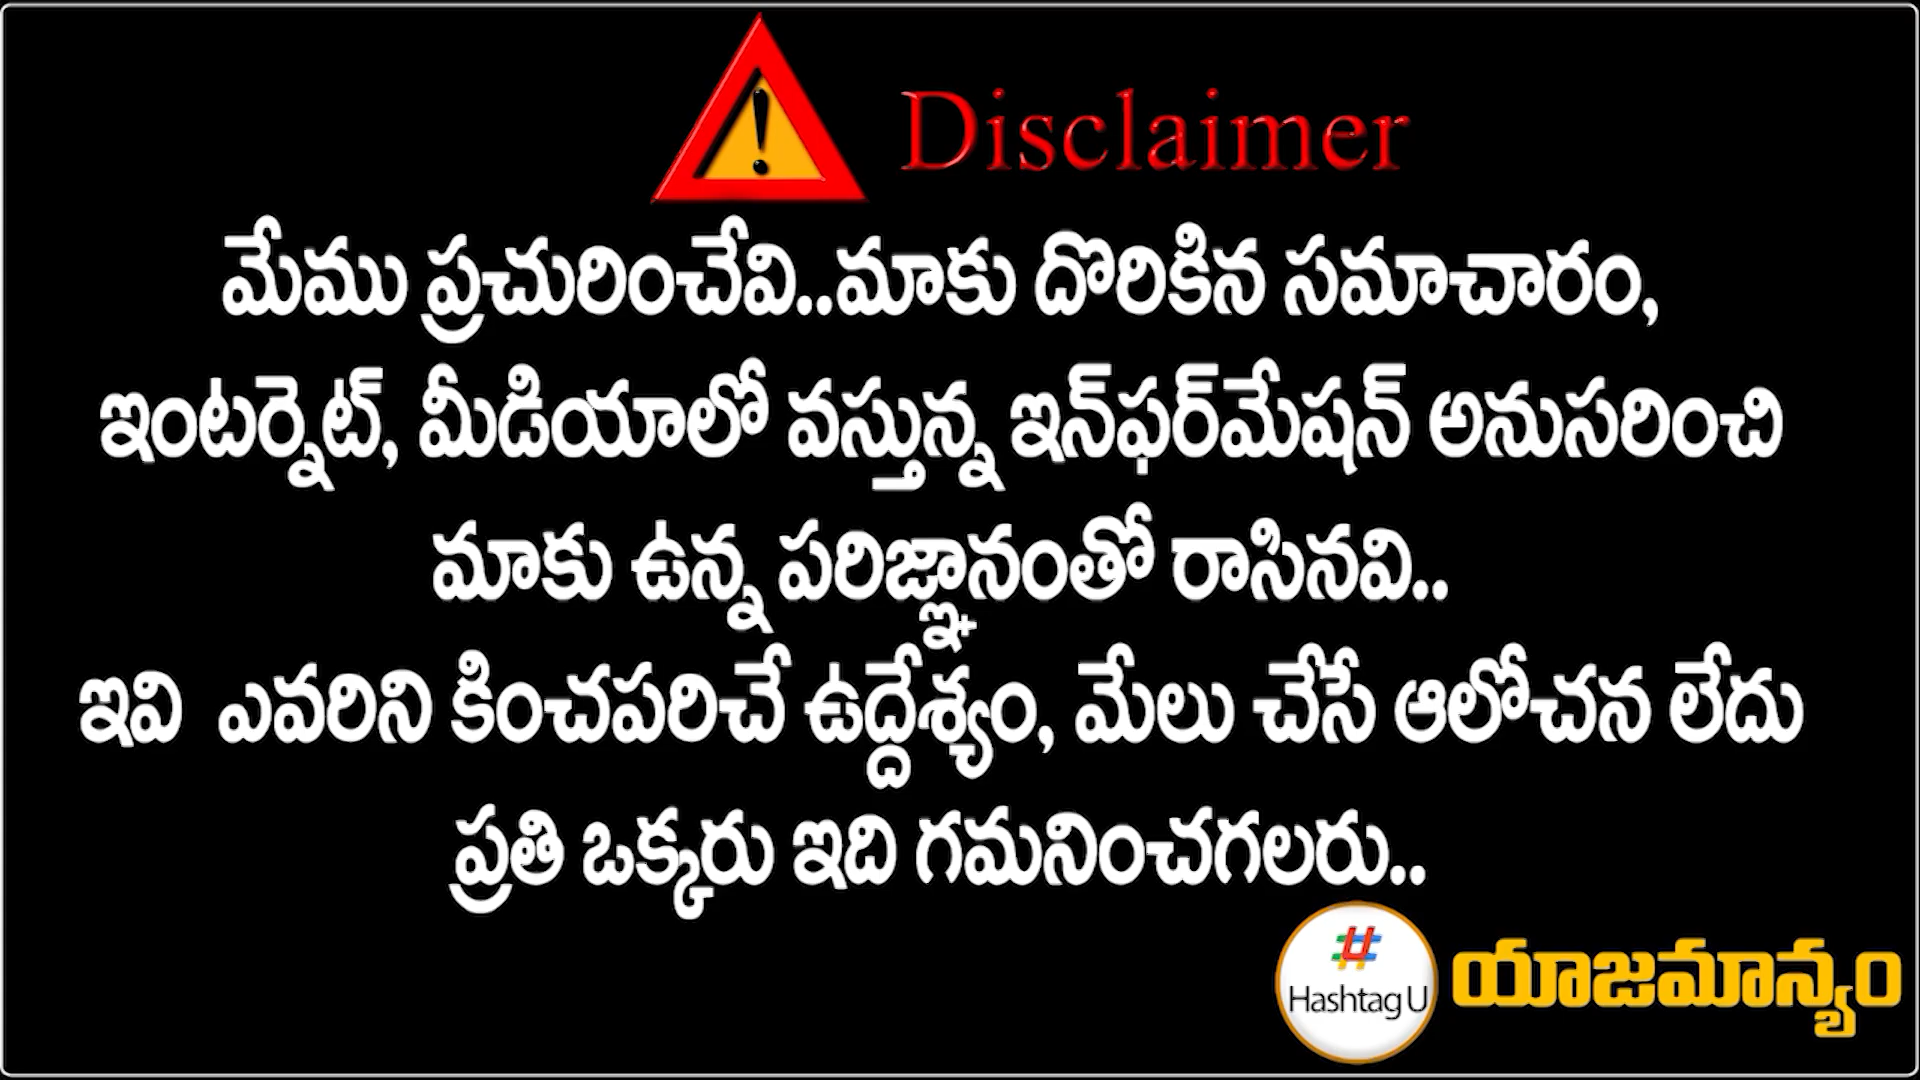 Disclaimer
మేము ప్రచురించేవి..మాకు దొరికిన సమాచారం,
ఇంటర్నెట్, మీడియాలో వస్తున్న ఇన్‌ఫర్‌మేషన్ అనుసరించి
మాకు ఉన్న పరిజ్ఞానంతో రాసినవి..
ఇవి ఎవరిని కించపరిచే ఉద్దేశ్యం, మేలు చేసే ఆలోచన లేదు
ప్రతి ఒక్కరు ఇది గమనించగలరు..
# Hashtag U
యాజమాన్యం